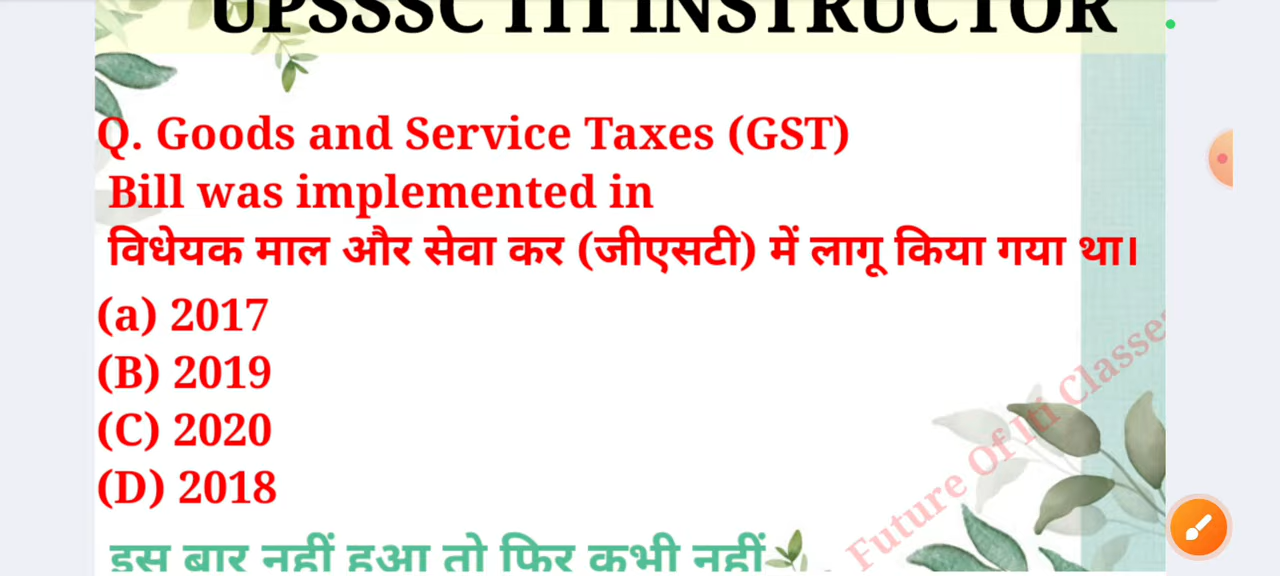 UPSSSC ITI INSTRUCTOR
Q. Goods and Service Taxes (GST)
Bill was implemented in
विधेयक माल और सेवा कर (जीएसटी) में लागू किया गया था।
(a) 2017
(B) 2019
(C) 2020
(D) 2018
इस बार नहीं हुआ तो फिर कभी नहीं
Future Of Iti Classes